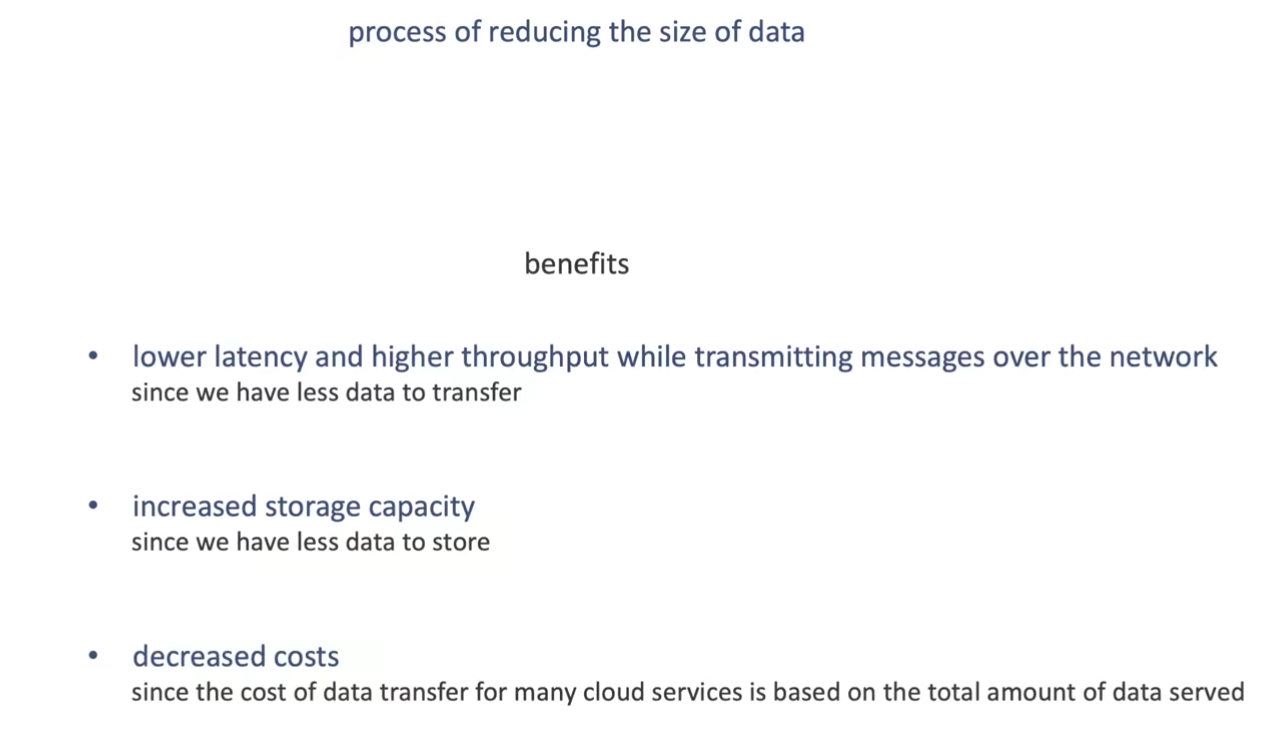 process of reducing the size of data
benefits
• lower latency and higher throughput while transmitting messages over the network
since we have less data to transfer
• increased storage capacity
since we have less data to store
• decreased costs
since the cost of data transfer for many cloud services is based on the total amount of data served